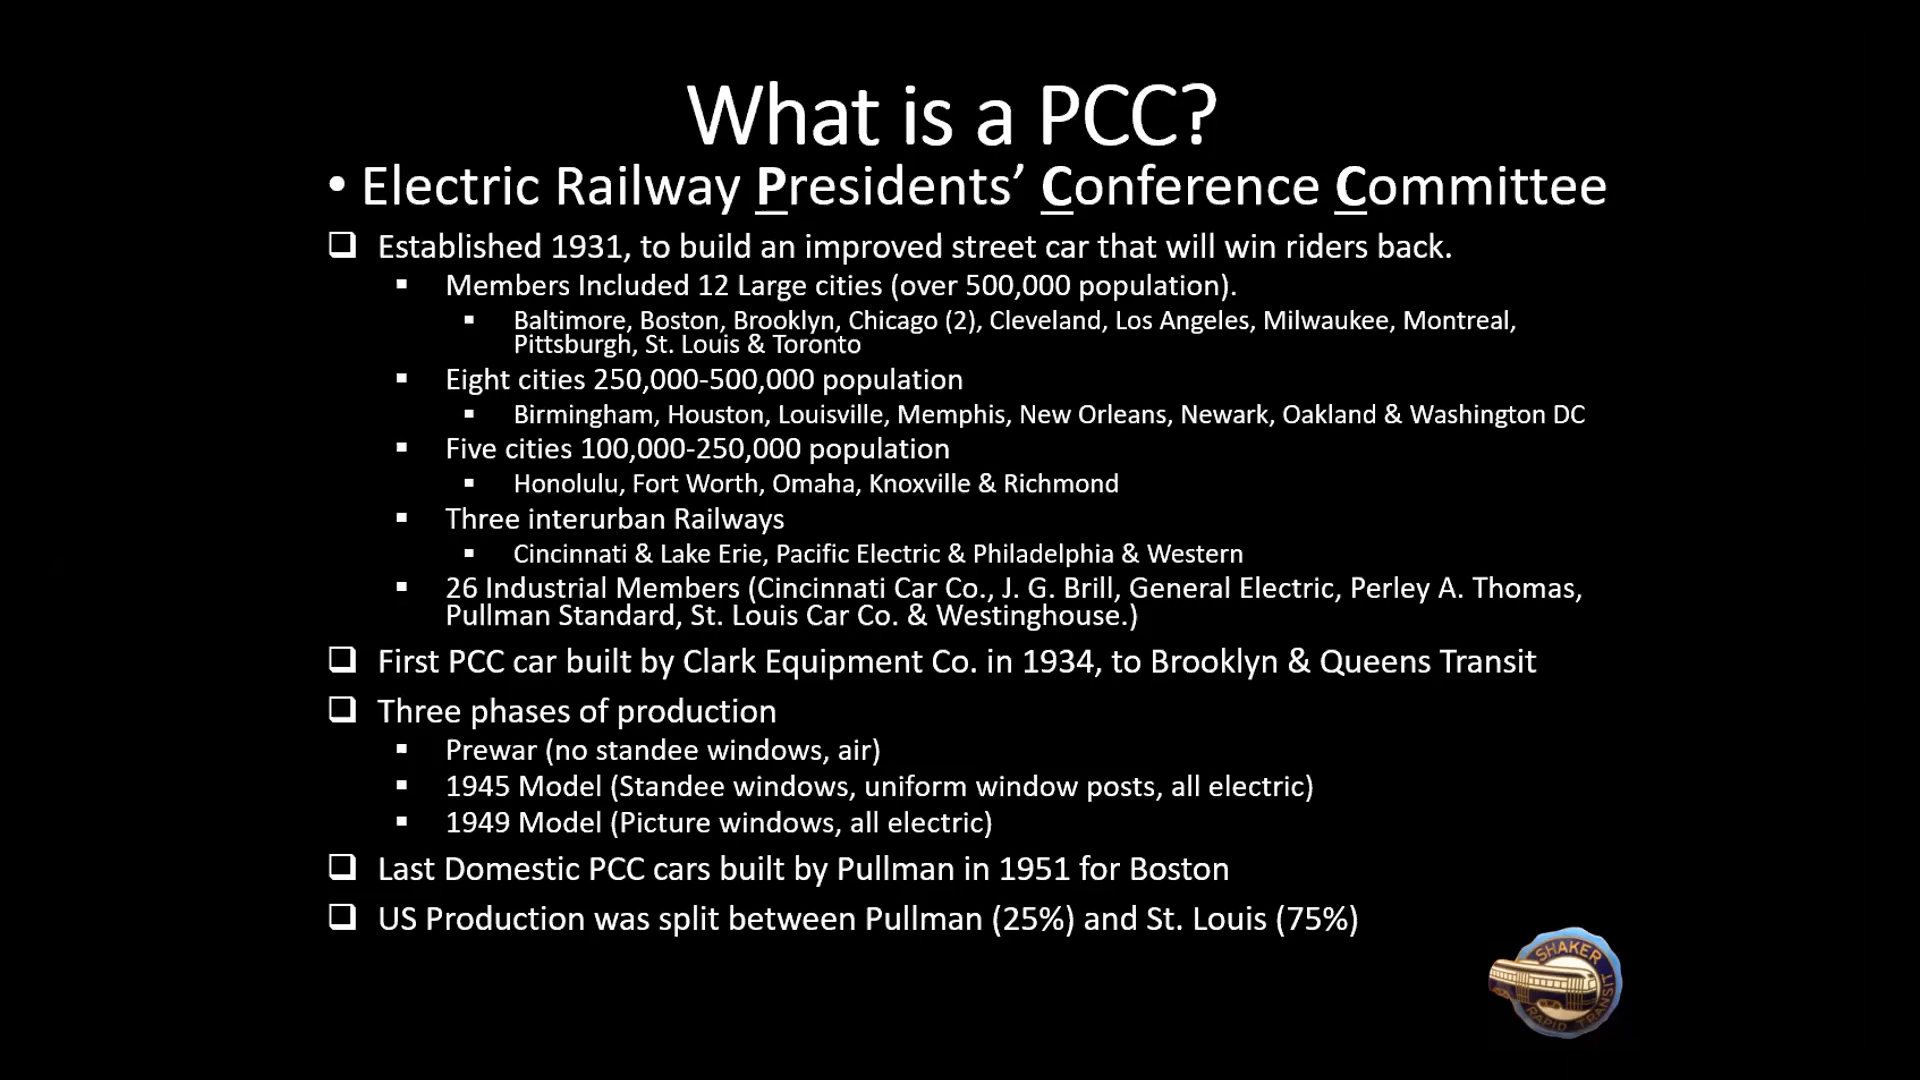 What is a PCC?
• Electric Railway Presidents’ Conference Committee
❑ Established 1931, to build an improved street car that will win riders back.
▪ Members Included 12 Large cities (over 500,000 population).
▪ Baltimore, Boston, Brooklyn, Chicago (2), Cleveland, Los Angeles, Milwaukee, Montreal,
Pittsburgh, St. Louis & Toronto
▪ Eight cities 250,000-500,000 population
▪ Birmingham, Houston, Louisville, Memphis, New Orleans, Newark, Oakland & Washington DC
▪ Five cities 100,000-250,000 population
▪ Honolulu, Fort Worth, Omaha, Knoxville & Richmond
▪ Three interurban Railways
▪ Cincinnati & Lake Erie, Pacific Electric & Philadelphia & Western
▪ 26 Industrial Members (Cincinnati Car Co., J. G. Brill, General Electric, Perley A. Thomas,
Pullman Standard, St. Louis Car Co. & Westinghouse.)
❑ First PCC car built by Clark Equipment Co. in 1934, to Brooklyn & Queens Transit
❑ Three phases of production
▪ Prewar (no standee windows, air)
▪ 1945 Model (Standee windows, uniform window posts, all electric)
▪ 1949 Model (Picture windows, all electric)
❑ Last Domestic PCC cars built by Pullman in 1951 for Boston
❑ US Production was split between Pullman (25%) and St. Louis (75%)
SHAKER
RAPID TRANSIT